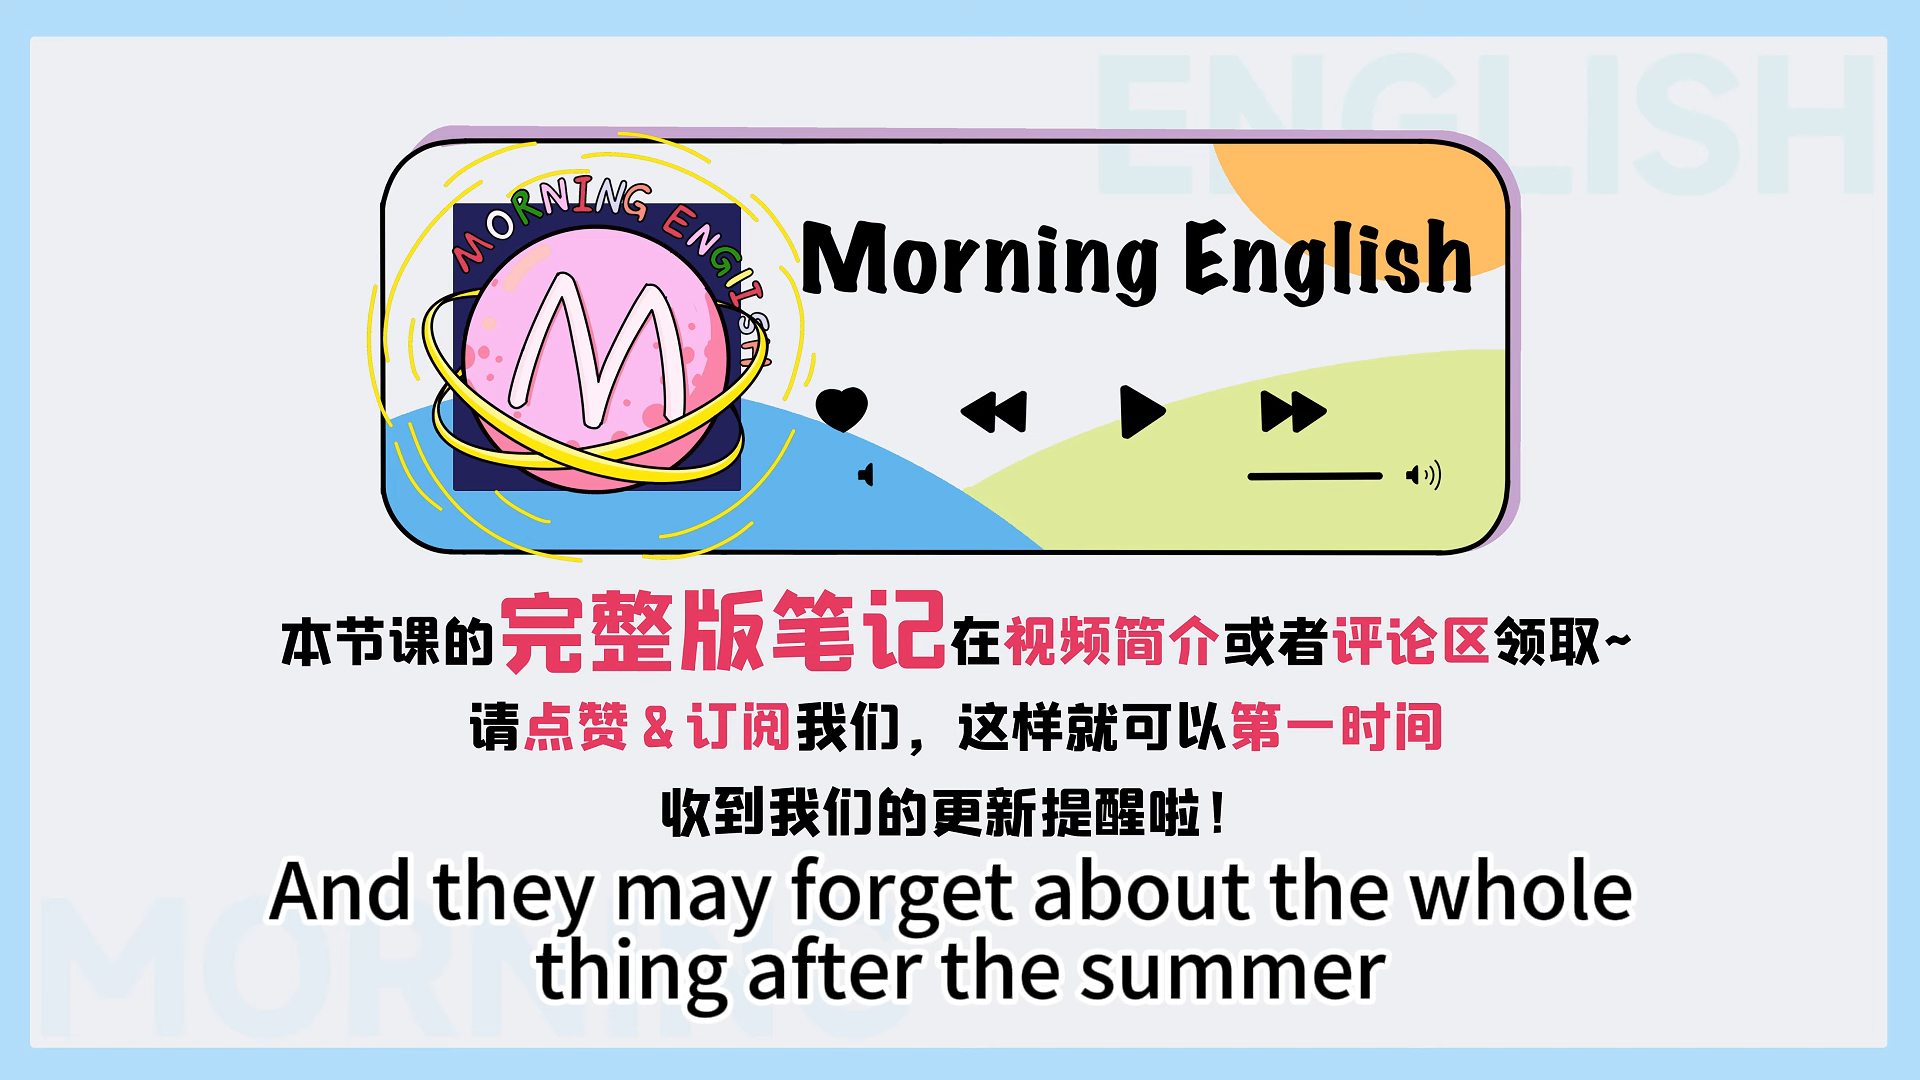 ENGLISH
MORNING ENGLISH
M
Morning English
本节课的完整版笔记在视频简介或者评论区领取~
请点赞&订阅我们，这样就可以第一时间
收到我们的更新提醒啦！
And they may forget about the whole
thing after the summer
MORNING